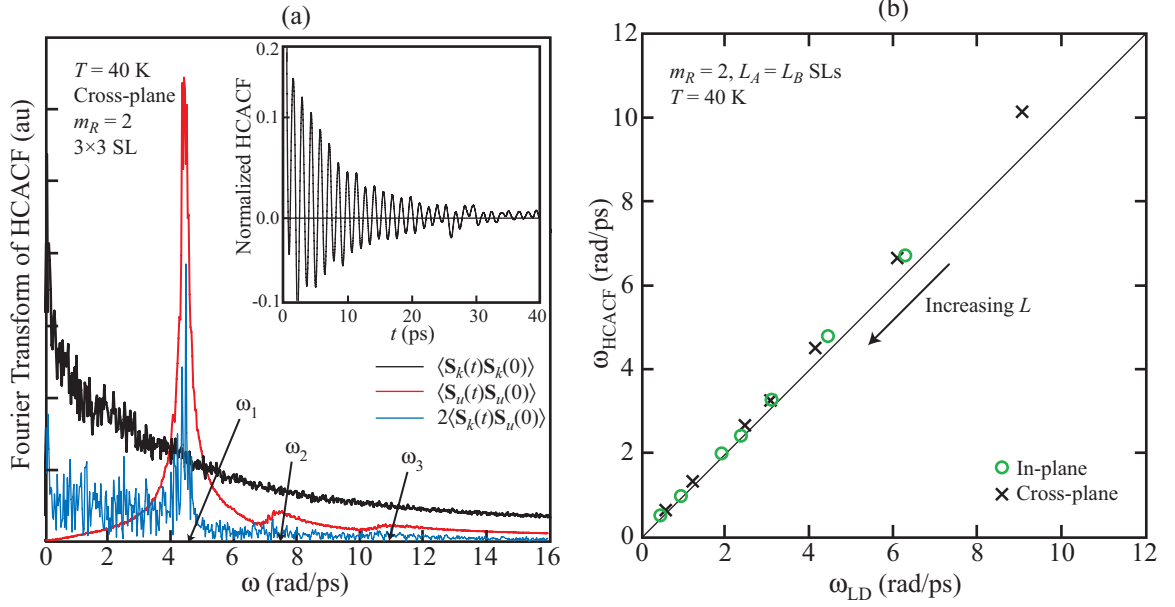 (a)
T = 40 K
Cross-plane
m_R = 2
3×3 SL
Fourier Transform of HCACF (au)
ω (rad/ps)
0 2 4 6 8 10 12 14 16
Normalized HCACF
0.2
0.1
0.0
-0.1
0 10 20 30 40
t (ps)
⟨S_k(t)S_k(0)⟩
⟨S_u(t)S_u(0)⟩
2⟨S_k(t)S_u(0)⟩
ω_1
ω_2
ω_3
(b)
m_R = 2, L_A = L_B SLs
T = 40 K
Increasing L
In-plane
Cross-plane
ω_HCACF (rad/ps)
12
10
8
6
4
2
0
0 2 4 6 8 10 12
ω_LD (rad/ps)